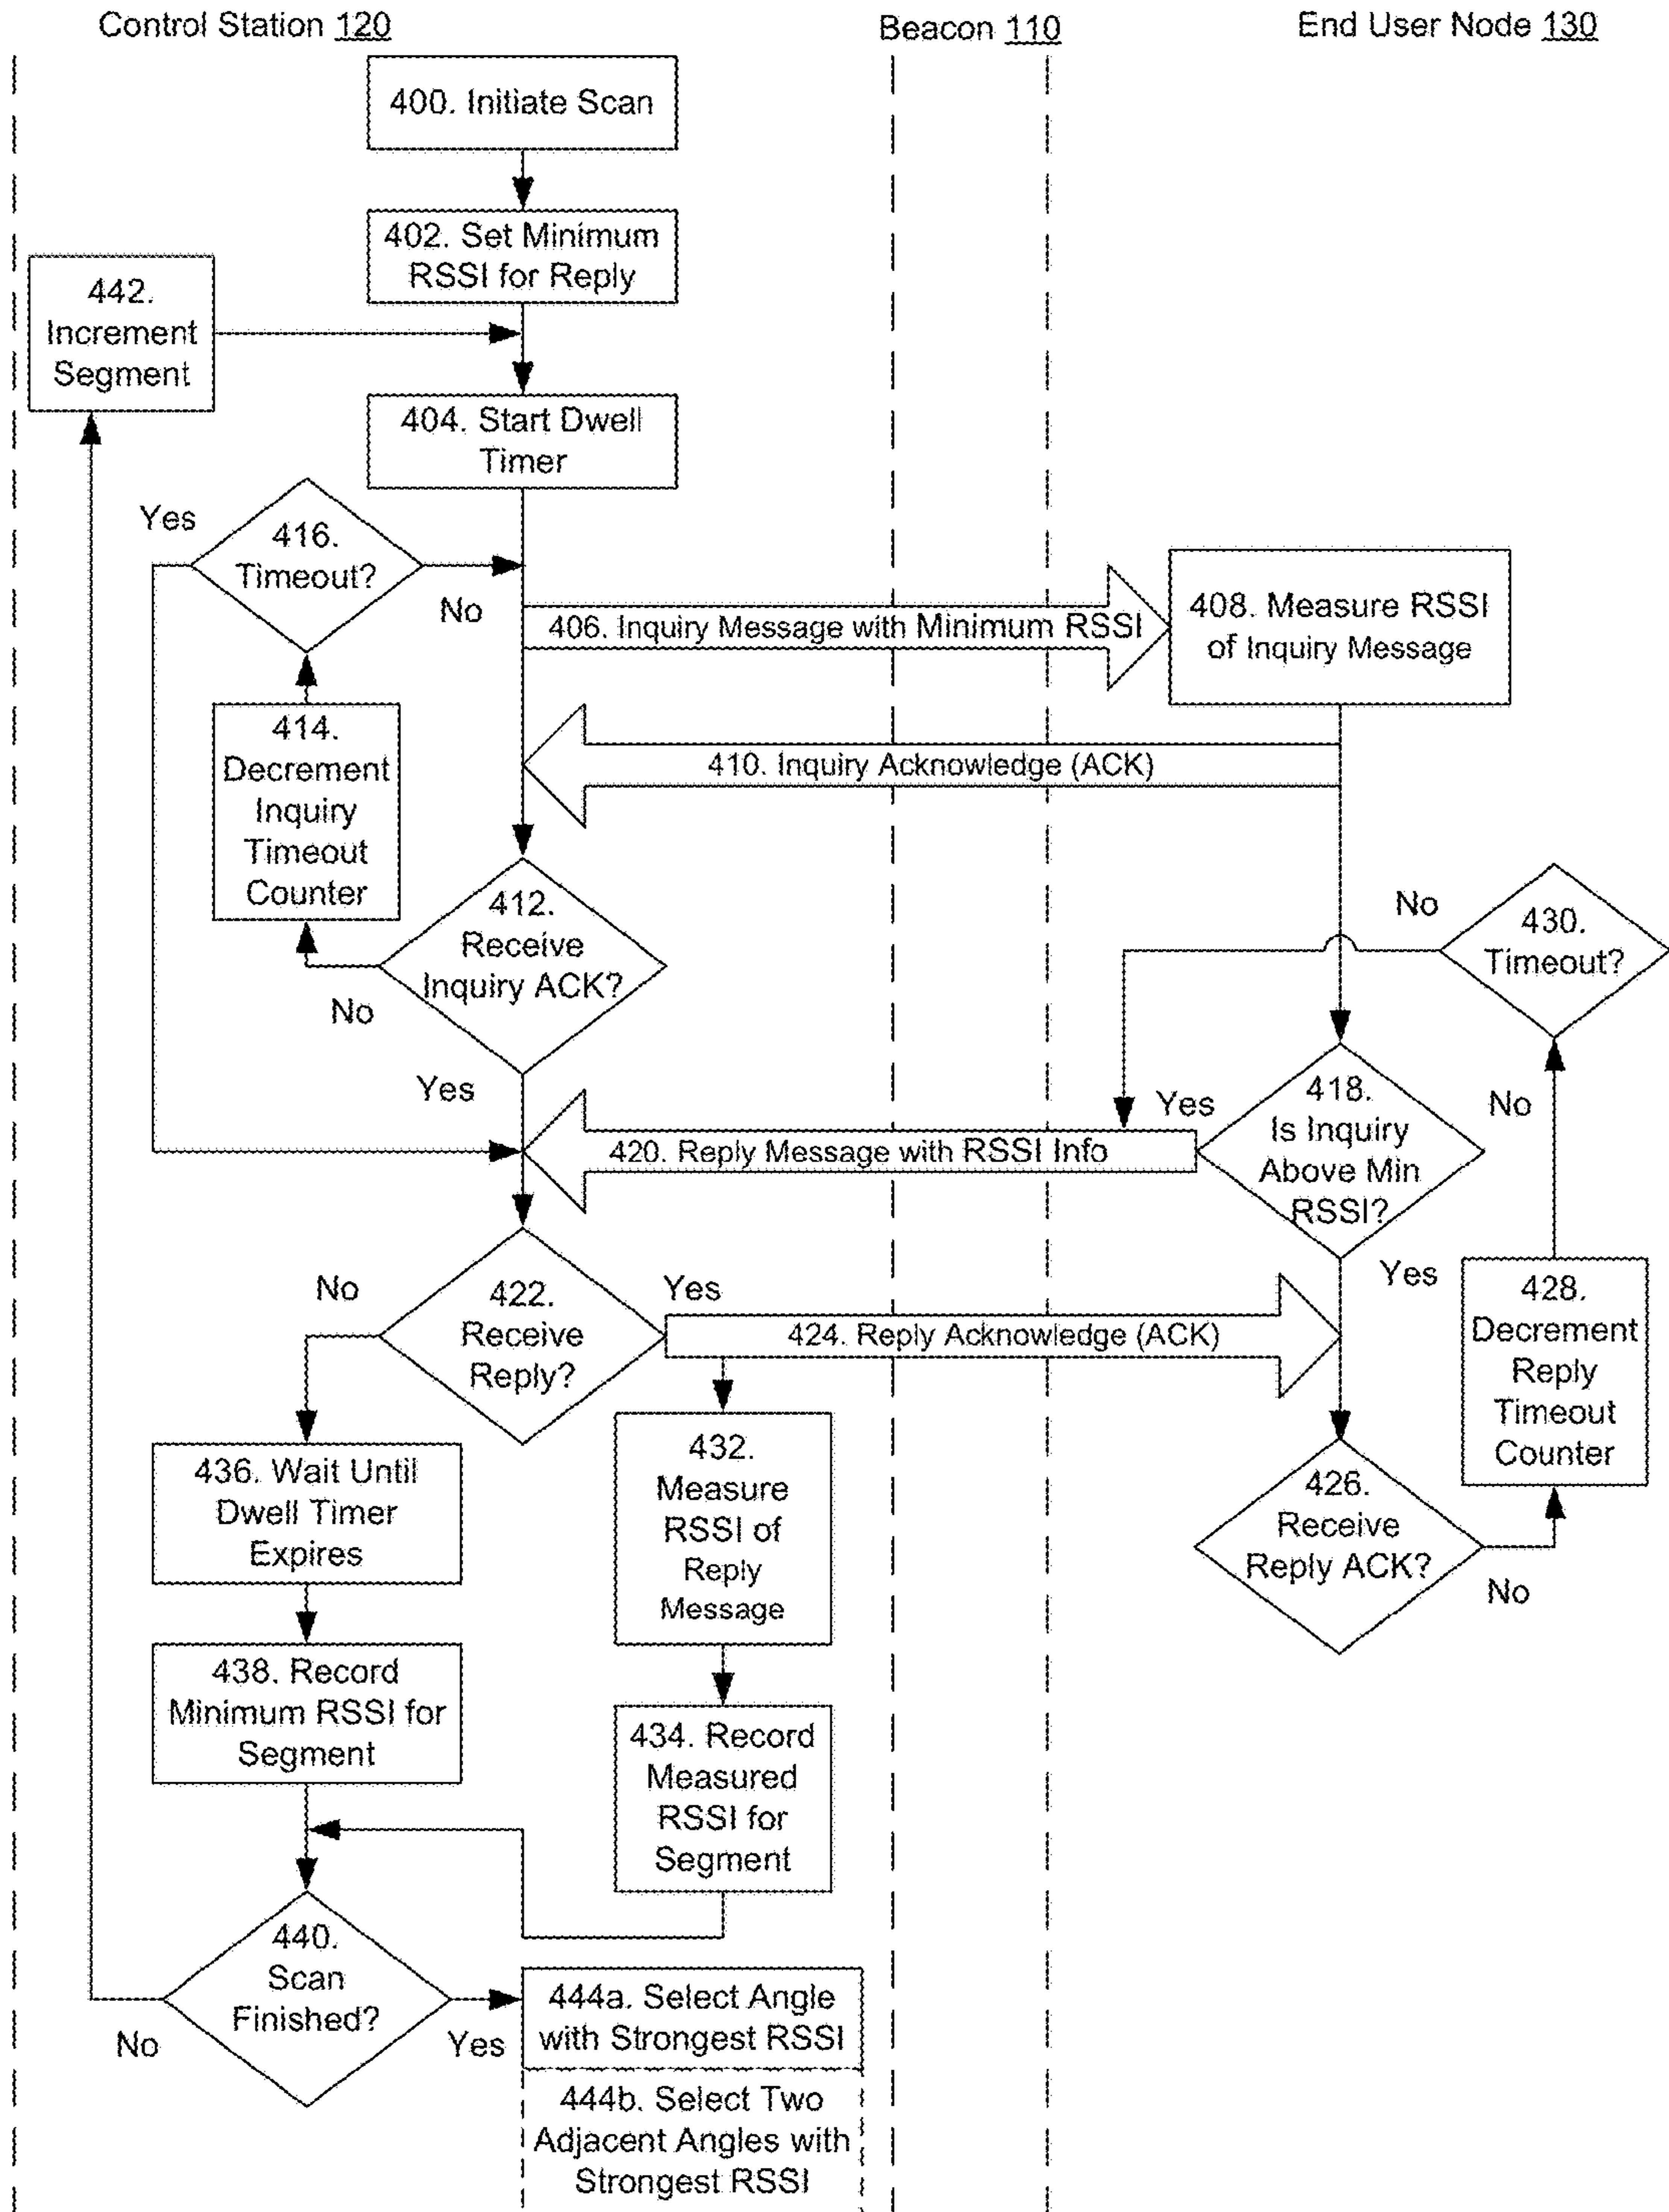 Control Station 120
Beacon 110
End User Node 130
400. Initiate Scan
402. Set Minimum
RSSI for Reply
442.
Increment
Segment
404. Start Dwell
Timer
Yes
416.
Timeout?
No
406. Inquiry Message with Minimum RSSI
408. Measure RSSI
of Inquiry Message
414.
Decrement
Inquiry
Timeout
Counter
410. Inquiry Acknowledge (ACK)
412.
Receive
Inquiry ACK?
No
Yes
No
430.
Timeout?
418.
Is Inquiry
Above Min
RSSI?
Yes
No
420. Reply Message with RSSI Info
Yes
428.
Decrement
Reply
Timeout
Counter
No
422.
Receive
Reply?
Yes
424. Reply Acknowledge (ACK)
426.
Receive
Reply ACK?
No
436. Wait Until
Dwell Timer
Expires
432.
Measure
RSSI of
Reply
Message
438. Record
Minimum RSSI for
Segment
434. Record
Measured
RSSI for
Segment
440.
Scan
Finished?
No
Yes
444a. Select Angle
with Strongest RSSI
444b. Select Two
Adjacent Angles with
Strongest RSSI